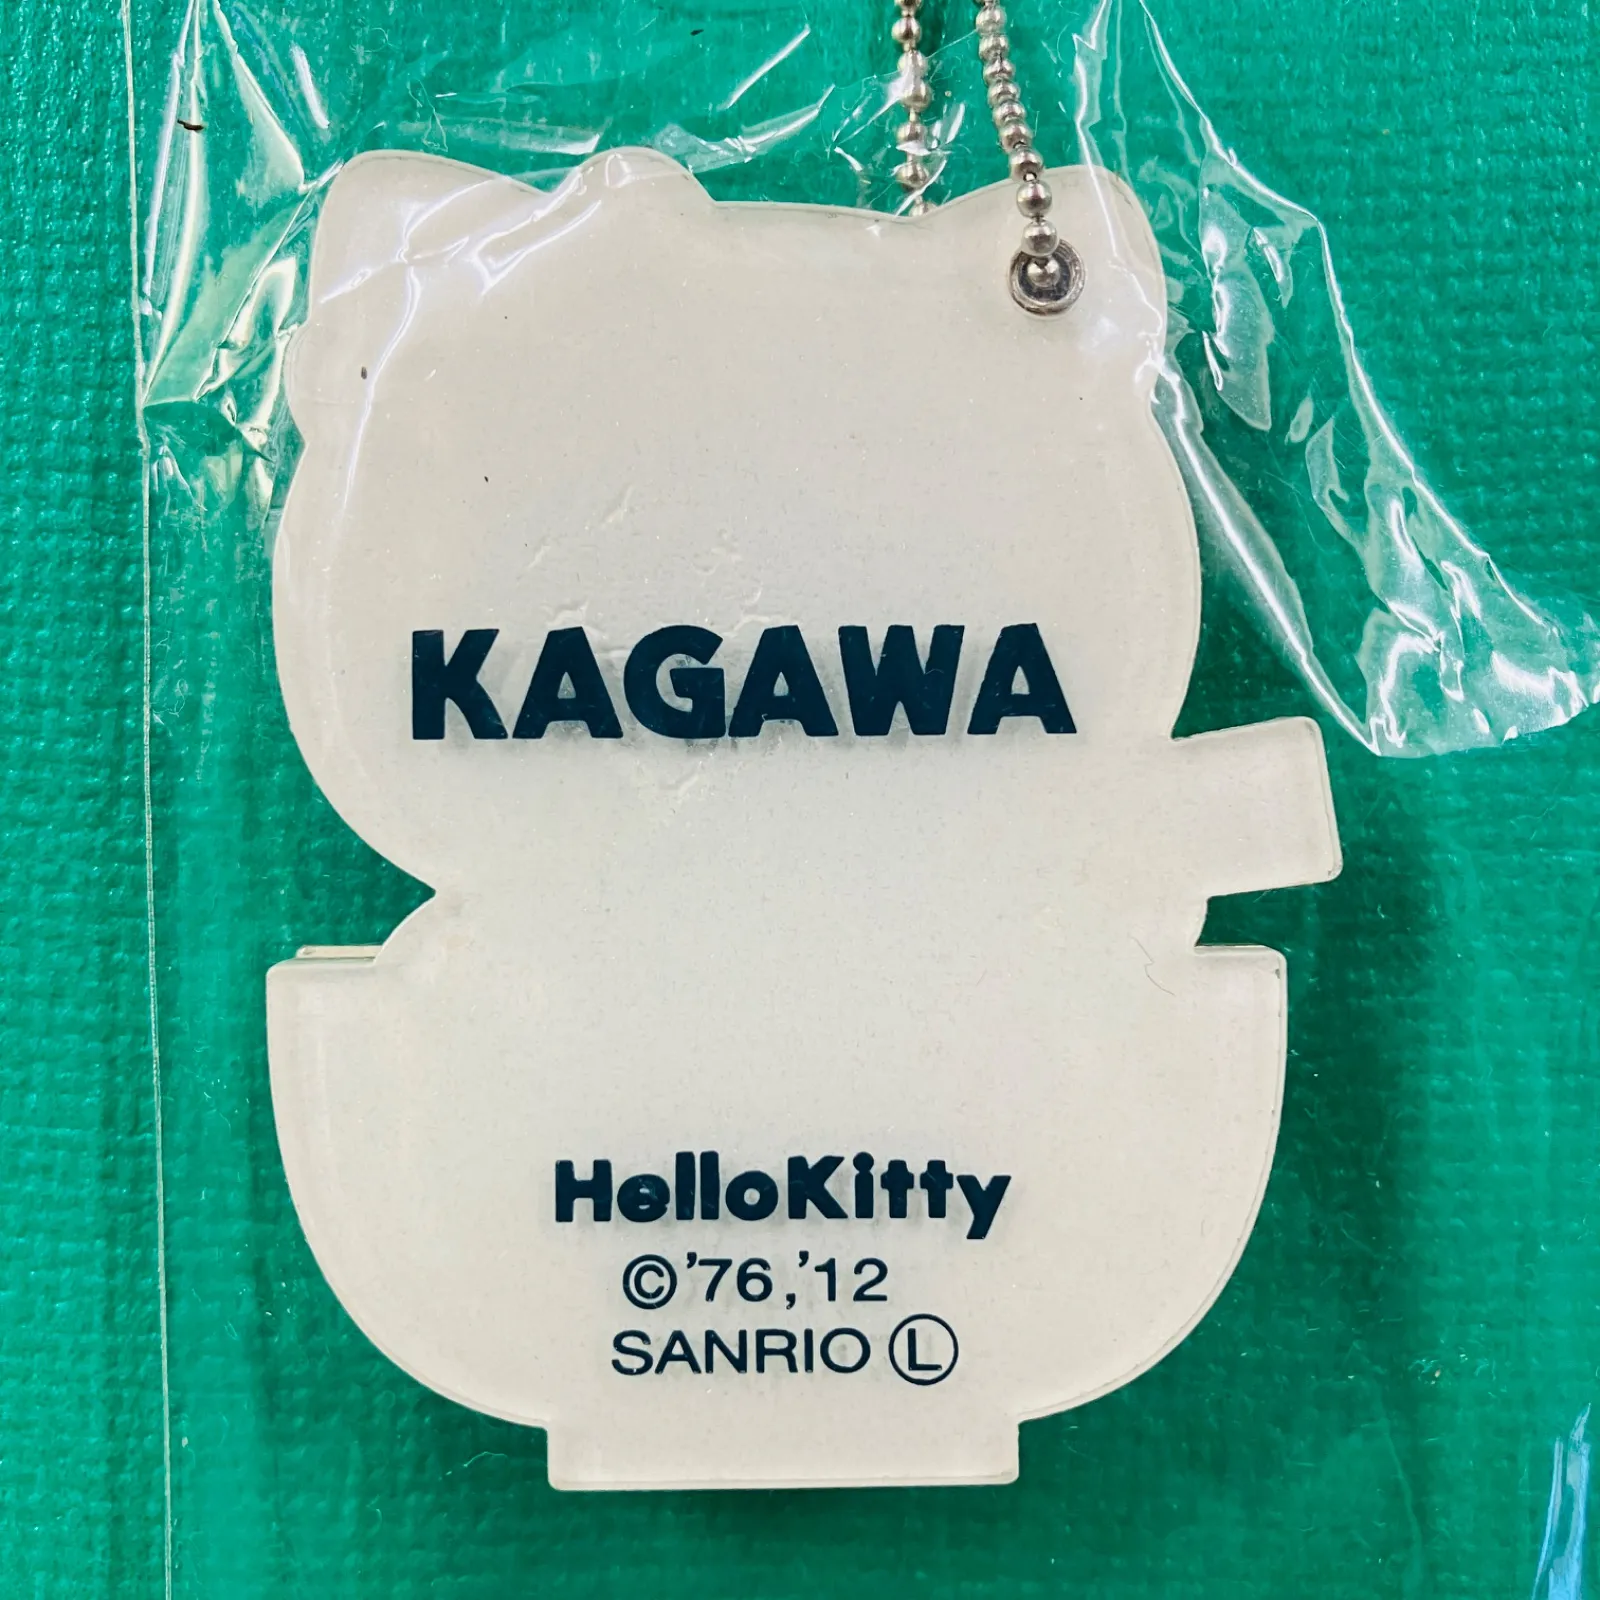 KAGAWA
HelloKitty
©'76,'12
SANRIO Ⓛ